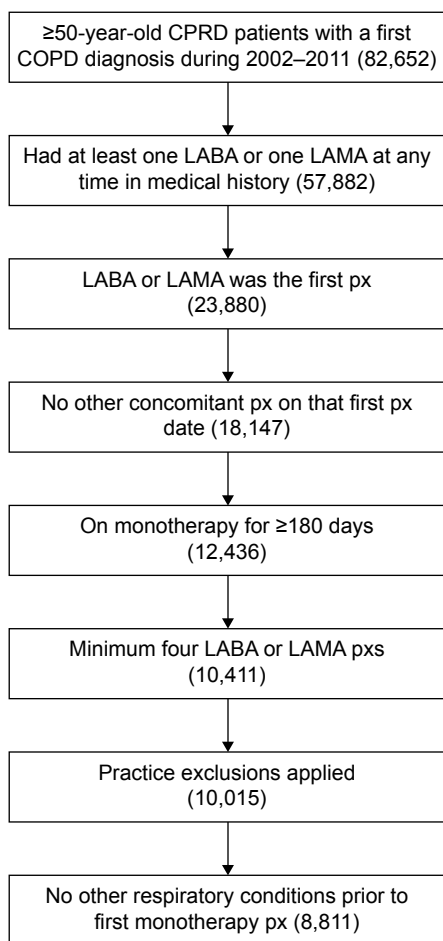 ≥50-year-old CPRD patients with a first
COPD diagnosis during 2002–2011 (82,652)
Had at least one LABA or one LAMA at any
time in medical history (57,882)
LABA or LAMA was the first px
(23,880)
No other concomitant px on that first px
date (18,147)
On monotherapy for ≥180 days
(12,436)
Minimum four LABA or LAMA pxs
(10,411)
Practice exclusions applied
(10,015)
No other respiratory conditions prior to
first monotherapy px (8,811)